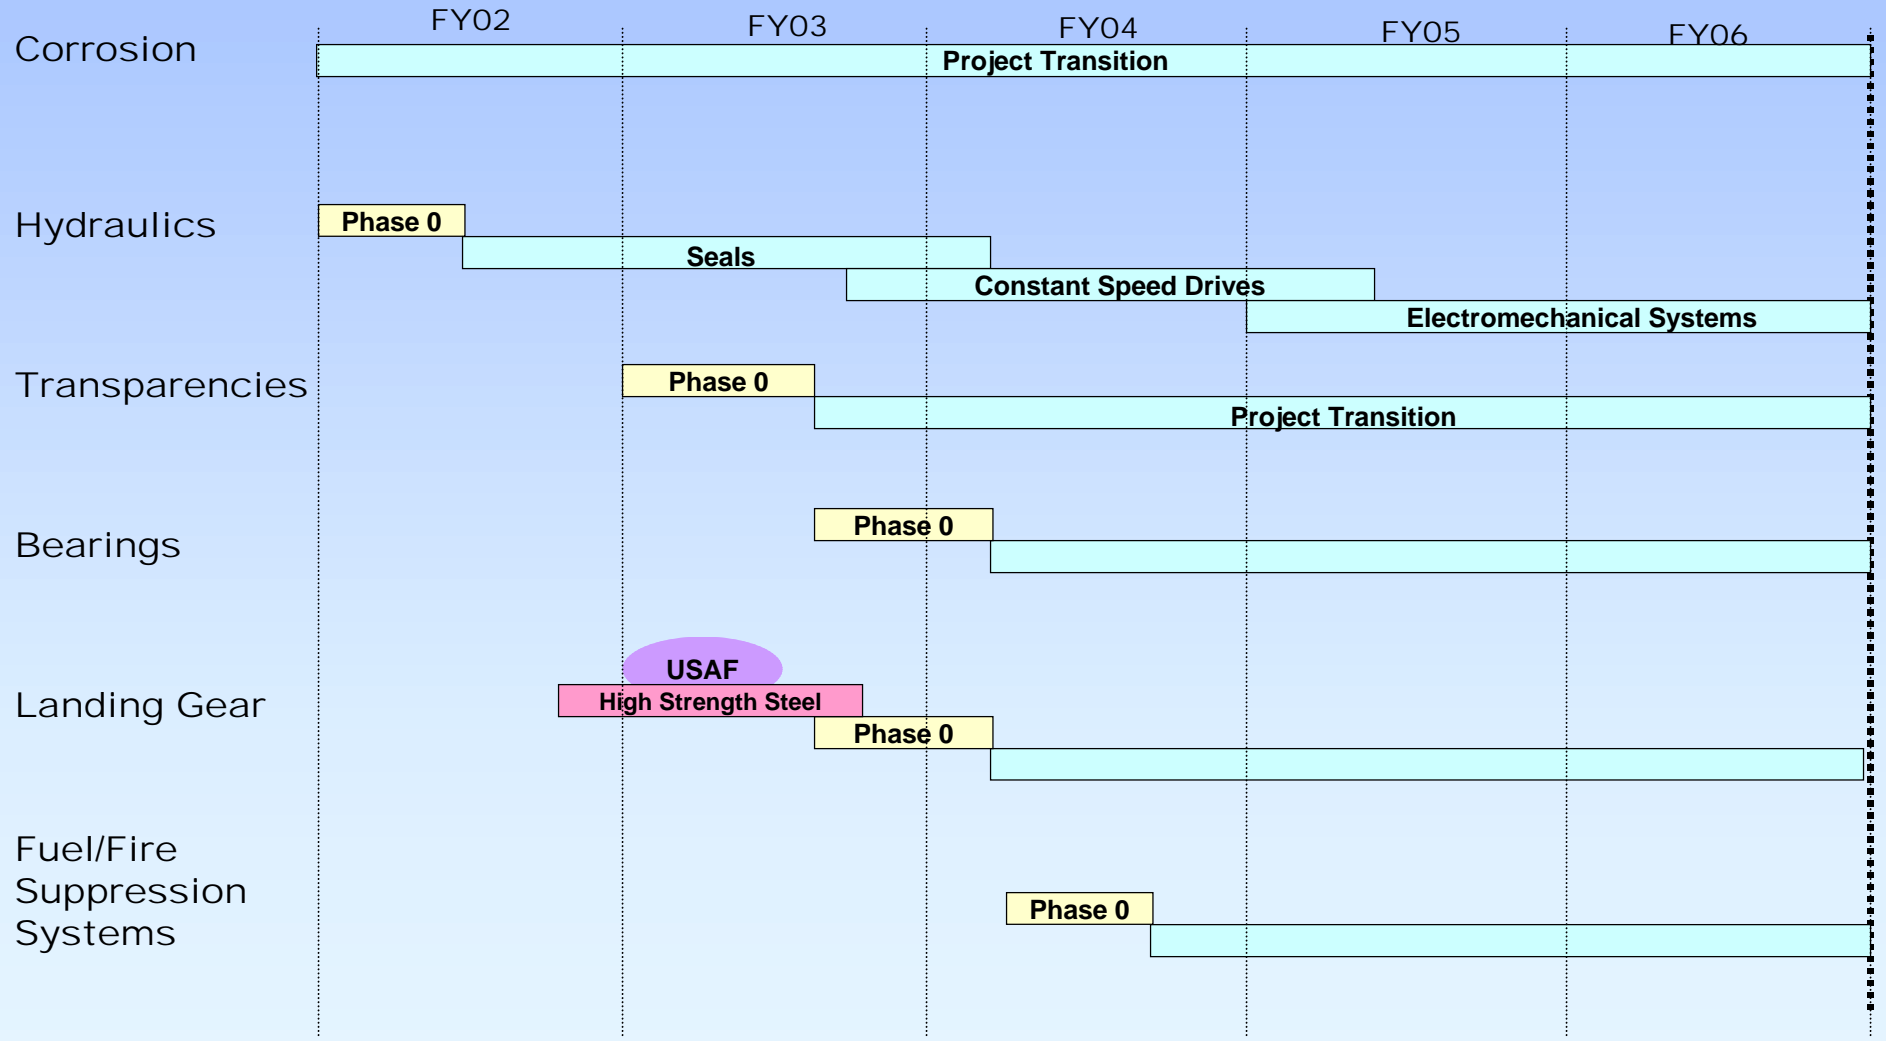 FY02 FY03 FY04 FY05 FY06
Corrosion
Project Transition
Hydraulics
Phase 0
Seals
Constant Speed Drives
Electromechanical Systems
Transparencies
Phase 0
Project Transition
Bearings
Phase 0
Landing Gear
USAF
High Strength Steel
Phase 0
Fuel/Fire
Suppression
Systems
Phase 0